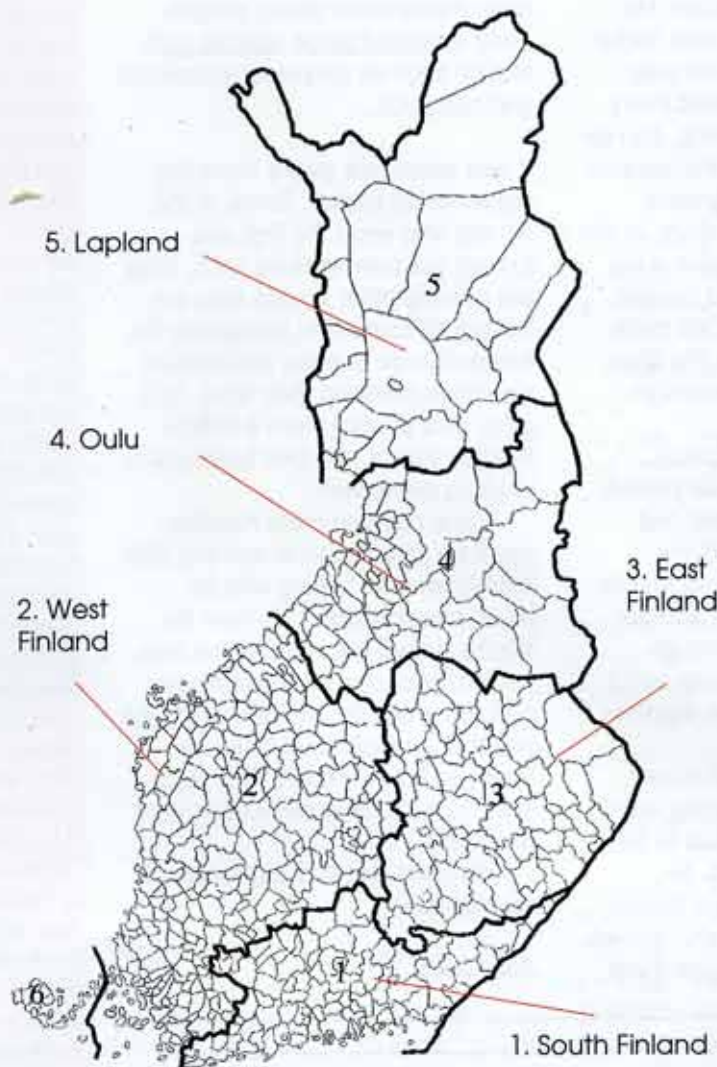 5. Lapland
5
4. Oulu
4
3. East
Finland
2. West
Finland
2
3
6
1
1. South Finland